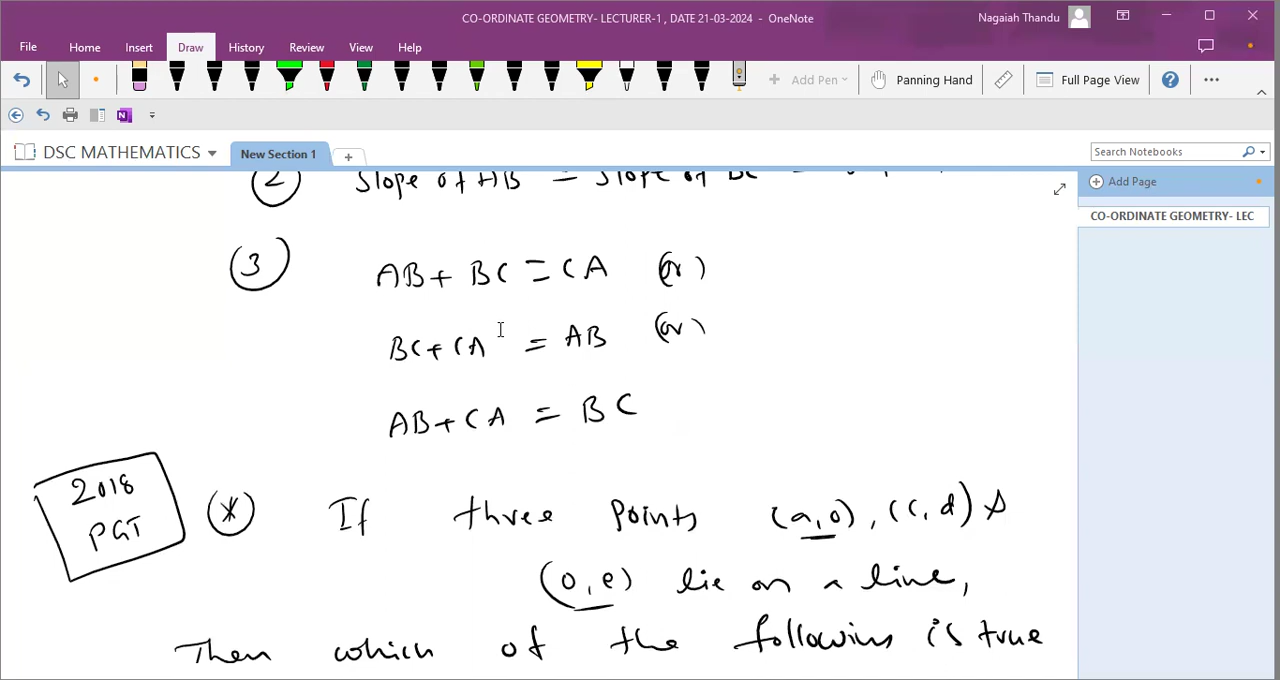 CO-ORDINATE GEOMETRY- LECTURER-1 , DATE 21-03-2024 - OneNote
Nagaiah Thandu
File Home Insert Draw History Review View Help
Add Pen
Panning Hand
Full Page View
DSC MATHEMATICS
New Section 1
Search Notebooks
Add Page
CO-ORDINATE GEOMETRY- LEC
(2) Slope of AB = Slope of BC =
(3) AB + BC = CA (or)
BC + CA = AB (or)
AB + CA = BC
2018
PGT
(*) If three points (a,0), (c,d) &
(0,e) lie on a line,
Then which of the following is true